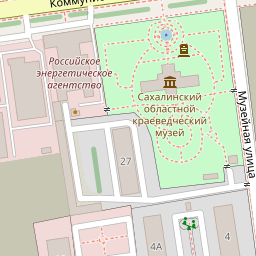 Коммуни
Российское
энергетическое
агентство
Сахалинский
областной
краеведческий
музей
Музейная улица
27
4А
4